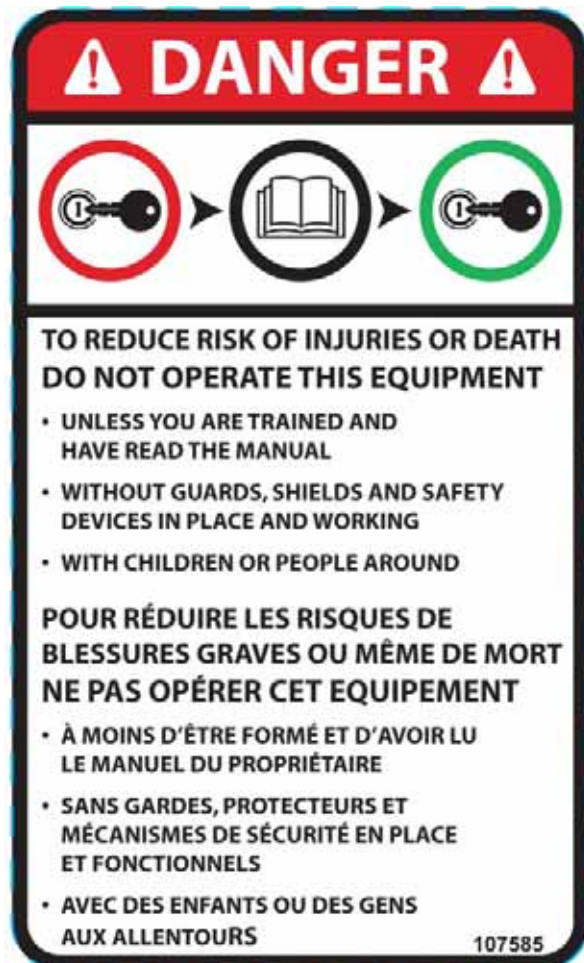 DANGER
TO REDUCE RISK OF INJURIES OR DEATH
DO NOT OPERATE THIS EQUIPMENT
• UNLESS YOU ARE TRAINED AND
HAVE READ THE MANUAL
• WITHOUT GUARDS, SHIELDS AND SAFETY
DEVICES IN PLACE AND WORKING
• WITH CHILDREN OR PEOPLE AROUND
POUR RÉDUIRE LES RISQUES DE
BLESSURES GRAVES OU MÊME DE MORT
NE PAS OPÉRER CET EQUIPEMENT
• À MOINS D'ÊTRE FORMÉ ET D'AVOIR LU
LE MANUEL DU PROPRIÉTAIRE
• SANS GARDES, PROTECTEURS ET
MÉCANISMES DE SÉCURITÉ EN PLACE
ET FONCTIONNELS
• AVEC DES ENFANTS OU DES GENS
AUX ALLENTOURS
107585